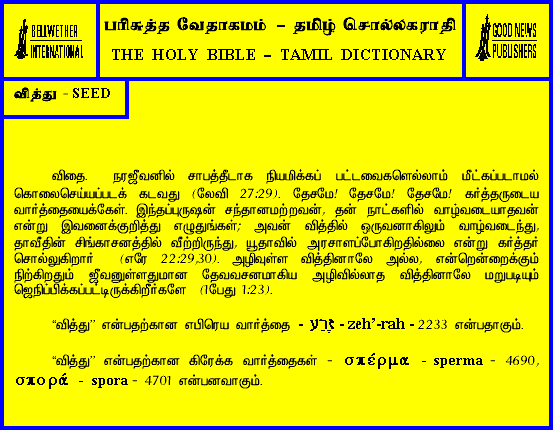 BELLWETHER
INTERNATIONAL
பரிசுத்த வேதாகமம் – தமிழ் சொல்லகராதி
THE HOLY BIBLE – TAMIL DICTIONARY
GOOD NEWS
PUBLISHERS
வித்து - SEED
விதை. நரஜீவனில் சாபத்தீடாக நியமிக்கப் பட்டவைகளெல்லாம் மீட்கப்படாமல்
கொலைசெய்யப்படக் கடவது (லேவி 27:29). தேசமே! தேசமே! தேசமே! கர்த்தருடைய
வார்த்தையைக்கேள். இந்தப்புருஷன் சந்தானமற்றவன், தன் நாட்களில் வாழ்வடையாதவன்
என்று இவனைக்குறித்து எழுதுங்கள்; அவன் வித்தில் ஒருவனாகிலும் வாழ்வடைந்து,
தாவீதின் சிங்காசனத்தில் வீற்றிருந்து, யூதாவில் அரசாளப்போகிறதில்லை என்று கர்த்தர்
சொல்லுகிறார் (எரே 22:29,30). அழிவுள்ள வித்தினாலே அல்ல, என்றென்றைக்கும்
நிற்கிறதும் ஜீவனுள்ளதுமான தேவவசனமாகிய அழிவில்லாத வித்தினாலே மறுபடியும்
ஜெநிப்பிக்கப்பட்டிருக்கிறீர்களே (1பேது 1:23).
“வித்து” என்பதற்கான எபிரெய வார்த்தை - זֶרַע - zeh’-rah - 2233 என்பதாகும்.
“வித்து” என்பதற்கான கிரேக்க வார்த்தைகள் - σπέρμα - sperma - 4690,
σπορά - spora - 4701 என்பனவாகும்.